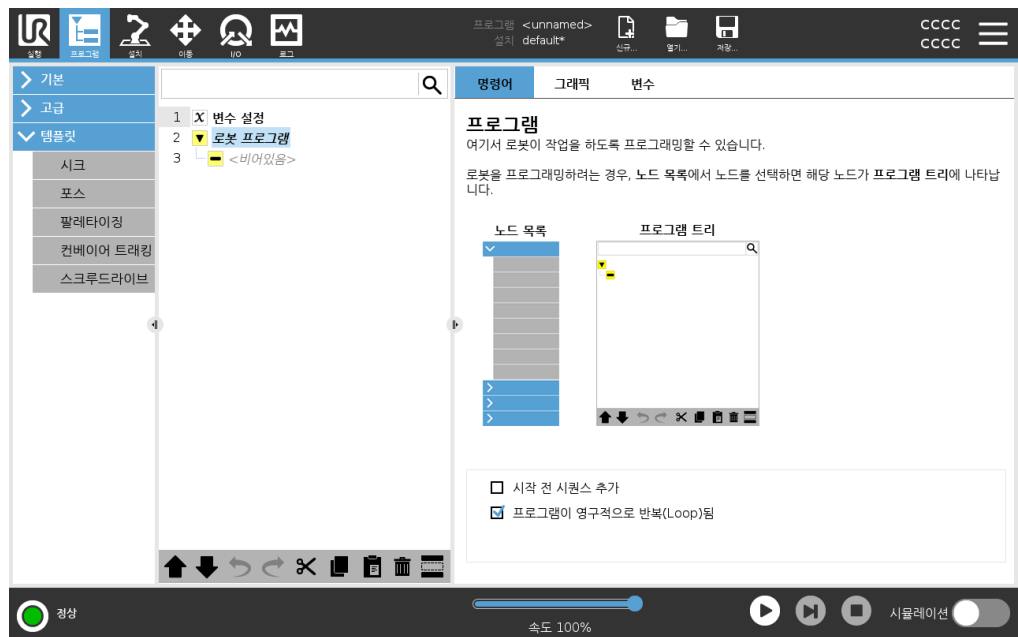 UR
실행
프로그램
설치
이동
I/O
로그
프로그램 <unnamed>
설치 default*
신규...
열기...
저장...
CCCC
CCCC
기본
고급
템플릿
시크
포스
팔레타이징
컨베이어 트래킹
스크루드라이브
1 X 변수 설정
2 로봇 프로그램
3 <비어있음>
명령어 그래픽 변수
프로그램
여기서 로봇이 작업을 하도록 프로그래밍할 수 있습니다.
로봇을 프로그래밍하려는 경우, 노드 목록에서 노드를 선택하면 해당 노드가 프로그램 트리에 나타납
니다.
노드 목록 프로그램 트리
시작 전 시퀀스 추가
프로그램이 영구적으로 반복(Loop)됨
정상
속도 100%
시뮬레이션